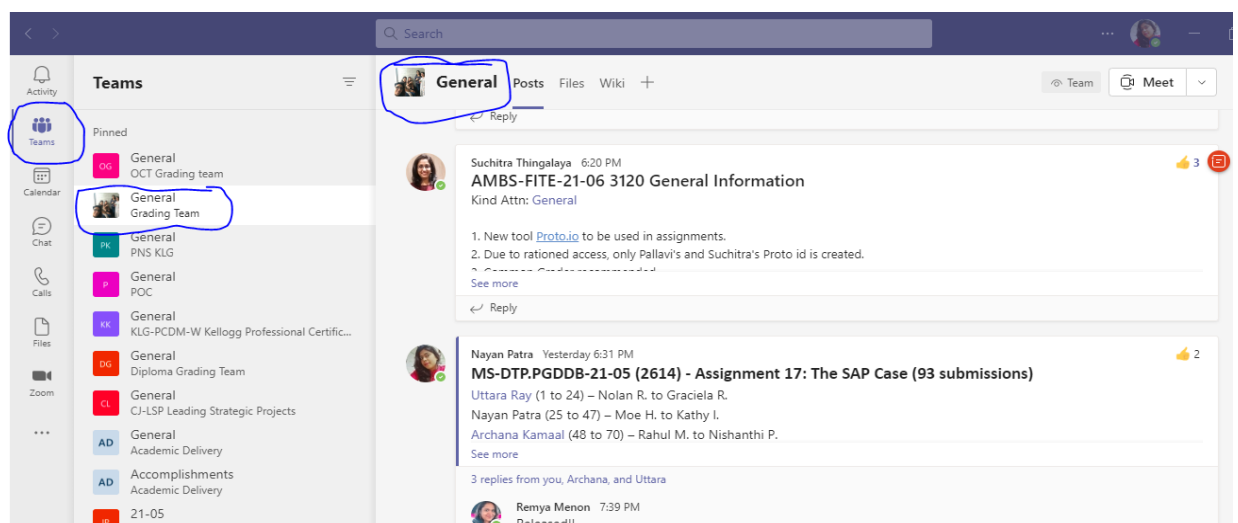 Search
Activity
Teams
Calendar
Chat
Calls
Files
Zoom
Teams
Pinned
OG
General
OCT Grading team
General
Grading Team
PK
General
PNS KLG
P
General
POC
KK
General
KLG-PCDM-W Kellogg Professional Certific...
DG
General
Diploma Grading Team
CL
General
CJ-LSP Leading Strategic Projects
AD
General
Academic Delivery
AD
Accomplishments
Academic Delivery
21-05
General Posts Files Wiki
Team
Meet
Reply
Suchitra Thingalaya 6:20 PM
3
AMBS-FITE-21-06 3120 General Information
Kind Attn: General
1. New tool Proto.io to be used in assignments.
2. Due to rationed access, only Pallavi's and Suchitra's Proto id is created.
See more
Reply
Nayan Patra Yesterday 6:31 PM
2
MS-DTP.PGDDB-21-05 (2614) - Assignment 17: The SAP Case (93 submissions)
Uttara Ray (1 to 24) – Nolan R. to Graciela R.
Nayan Patra (25 to 47) – Moe H. to Kathy I.
Archana Kamaal (48 to 70) – Rahul M. to Nishanthi P.
See more
3 replies from you, Archana, and Uttara
Remya Menon 7:39 PM